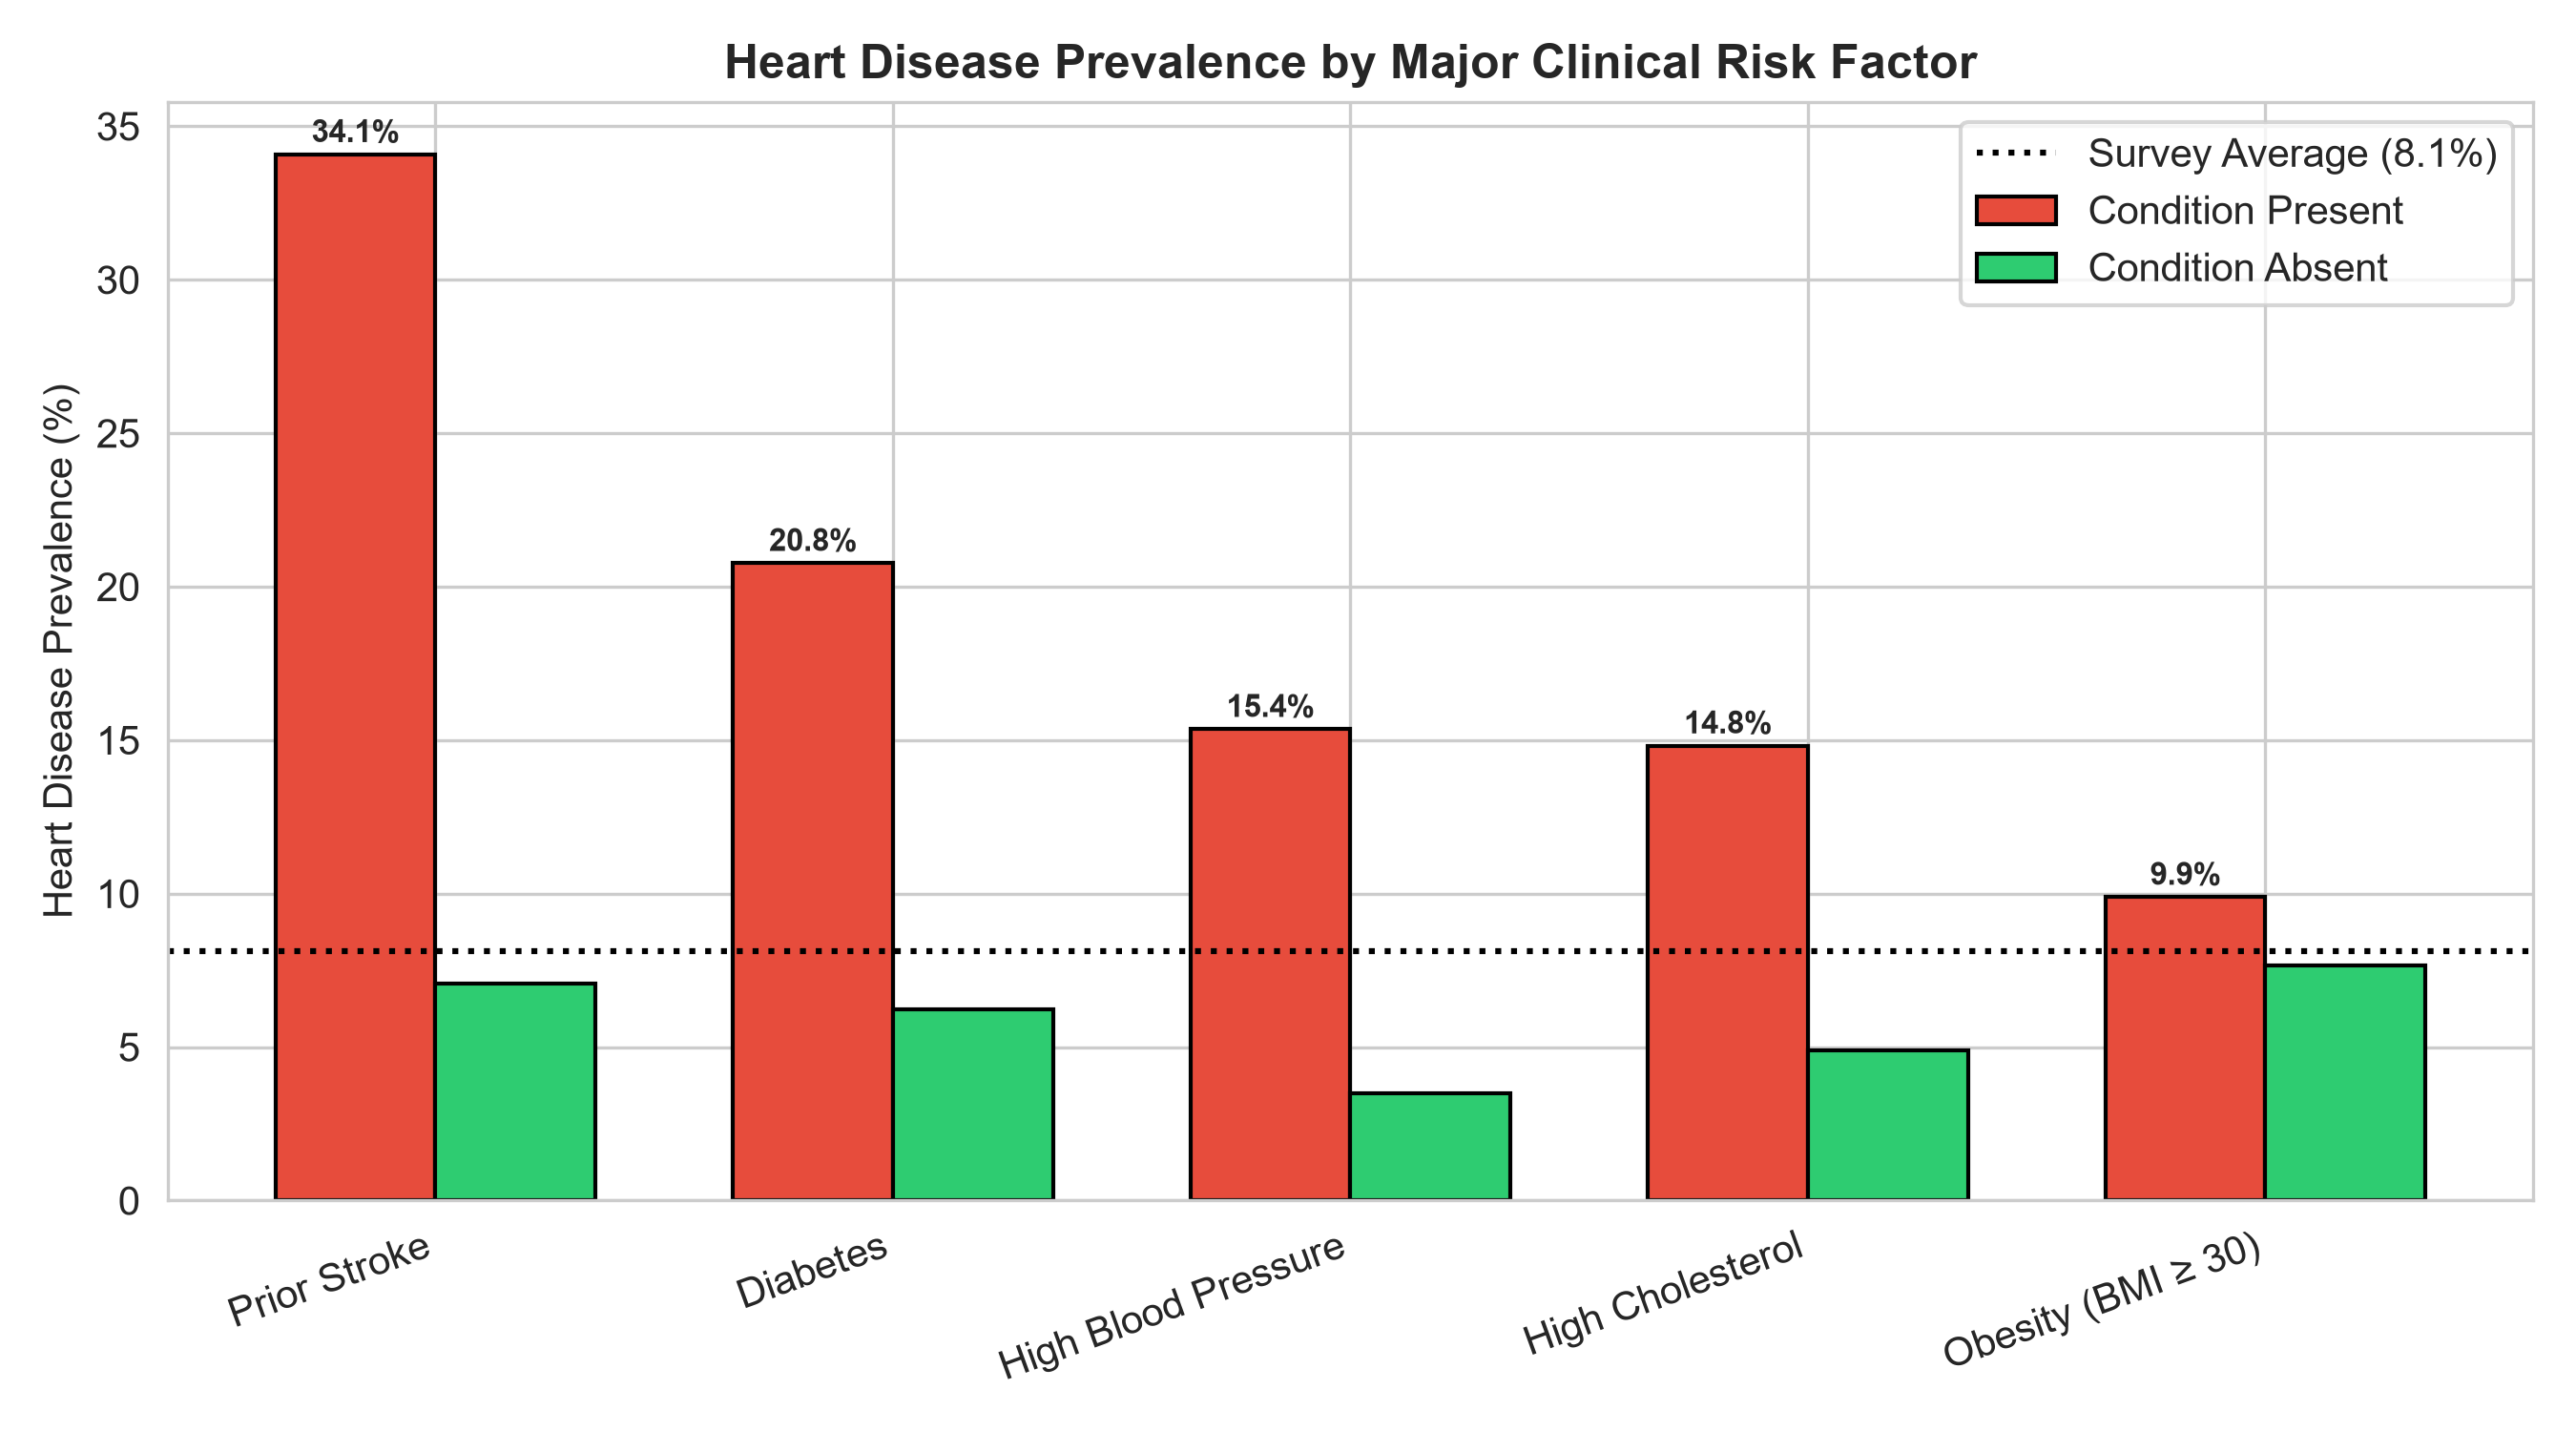 Heart Disease Prevalence by Major Clinical Risk Factor
Survey Average (8.1%)
Condition Present
Condition Absent
Heart Disease Prevalence (%)
35
30
25
20
15
10
5
0
34.1%
20.8%
15.4%
14.8%
9.9%
Prior Stroke
Diabetes
High Blood Pressure
High Cholesterol
Obesity (BMI ≥ 30)